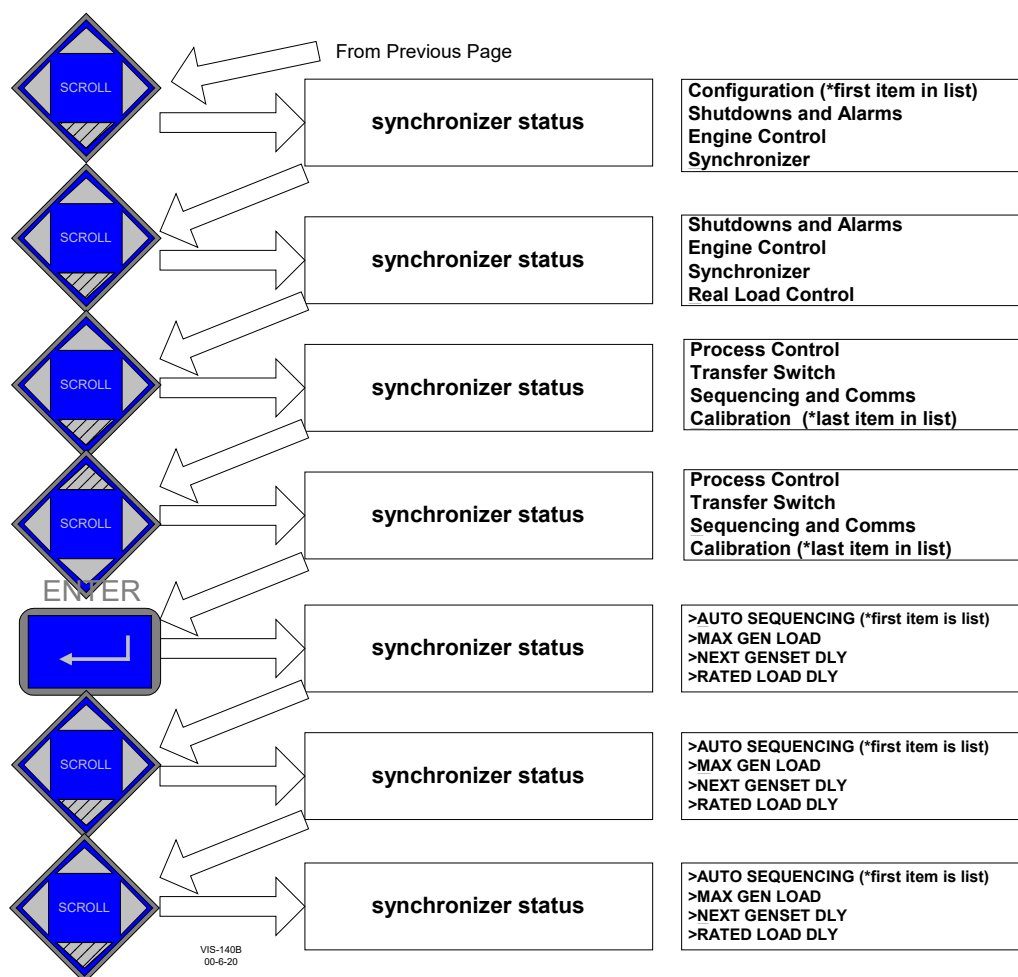 From Previous Page
SCROLL
synchronizer status
Configuration (*first item in list)
Shutdowns and Alarms
Engine Control
Synchronizer
SCROLL
synchronizer status
Shutdowns and Alarms
Engine Control
Synchronizer
Real Load Control
SCROLL
synchronizer status
Process Control
Transfer Switch
Sequencing and Comms
Calibration (*last item in list)
SCROLL
synchronizer status
Process Control
Transfer Switch
Sequencing and Comms
Calibration (*last item in list)
ENTER
synchronizer status
>AUTO SEQUENCING (*first item is list)
>MAX GEN LOAD
>NEXT GENSET DLY
>RATED LOAD DLY
SCROLL
synchronizer status
>AUTO SEQUENCING (*first item is list)
>MAX GEN LOAD
>NEXT GENSET DLY
>RATED LOAD DLY
SCROLL
synchronizer status
>AUTO SEQUENCING (*first item is list)
>MAX GEN LOAD
>NEXT GENSET DLY
>RATED LOAD DLY
VIS-140B
00-6-20